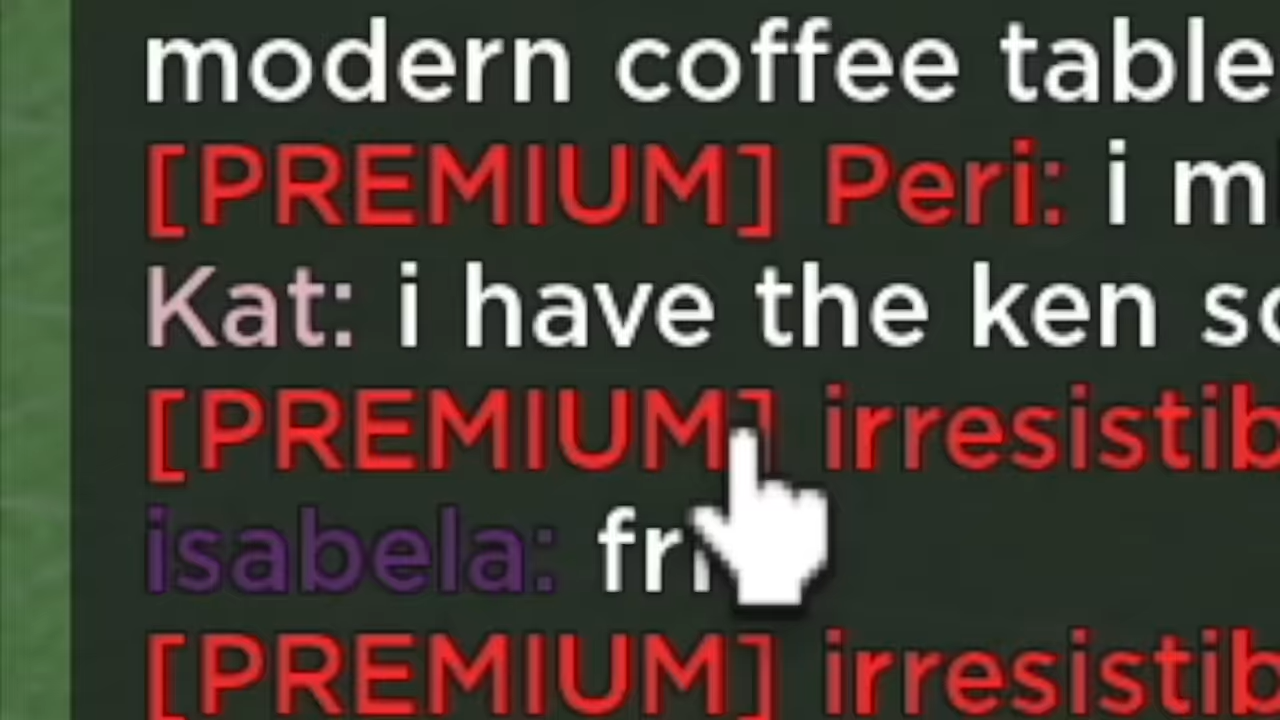 modern coffee table
[PREMIUM] Peri: i
Kat: i have the ken
[PREMIUM]
isabela:
[PREMIUM]